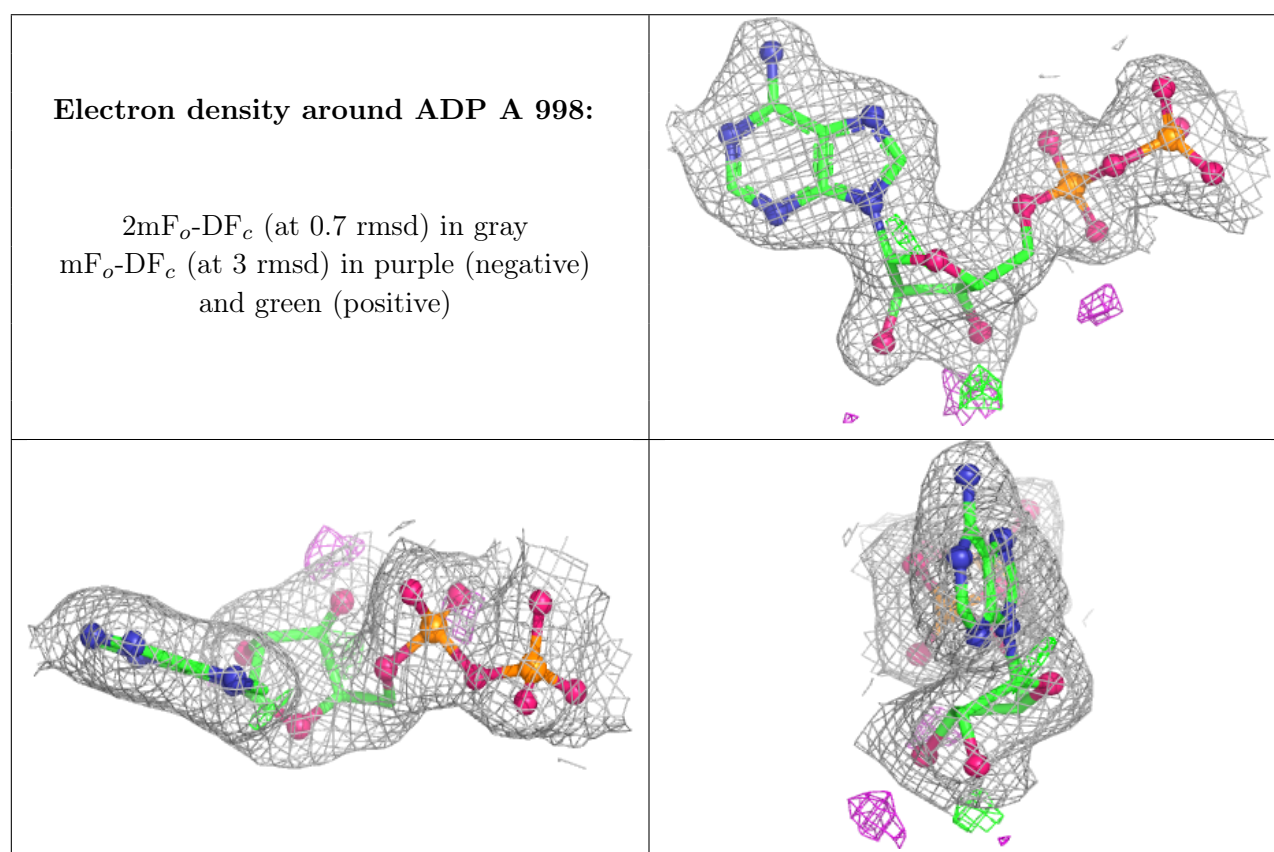 Electron density around ADP A 998:
2mFo-DFc (at 0.7 rmsd) in gray
mFo-DFc (at 3 rmsd) in purple (negative)
and green (positive)